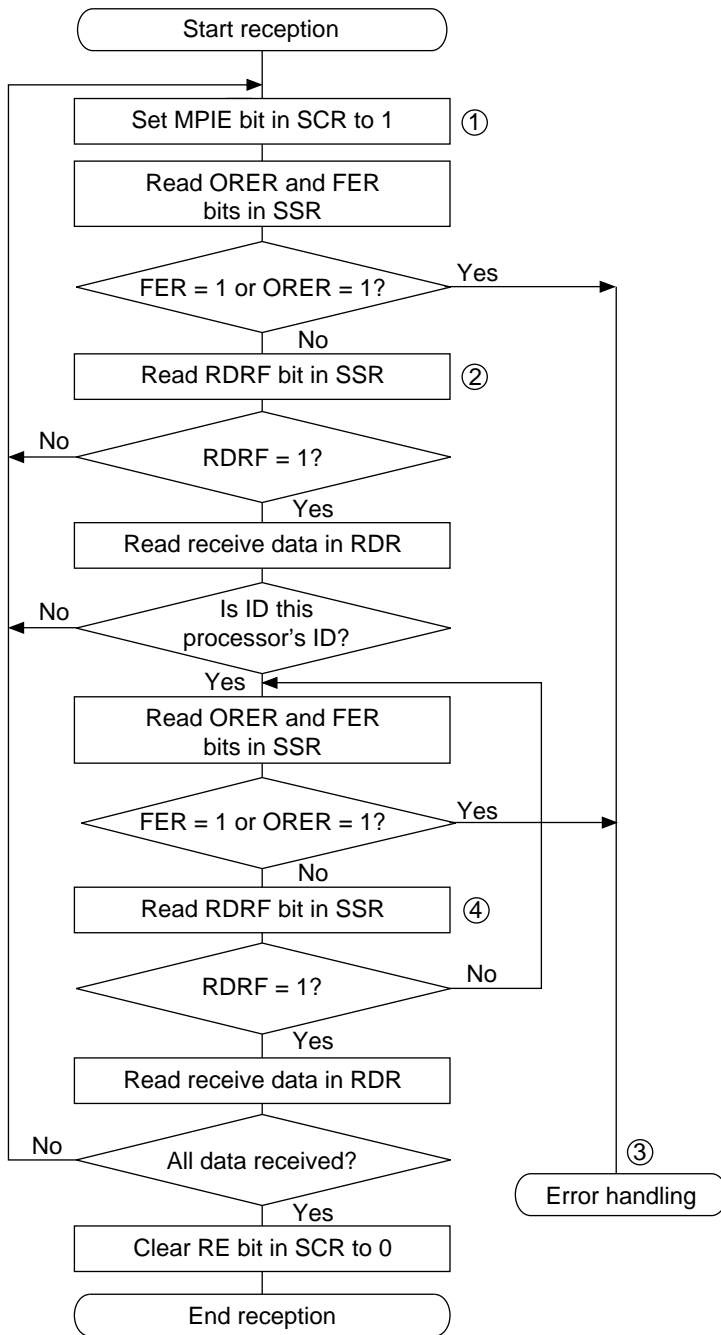 Start reception
Set MPIE bit in SCR to 1
①
Read ORER and FER
bits in SSR
FER = 1 or ORER = 1?
Yes
No
Read RDRF bit in SSR
②
No
RDRF = 1?
Yes
Read receive data in RDR
No
Is ID this
processor's ID?
Yes
Read ORER and FER
bits in SSR
FER = 1 or ORER = 1?
Yes
No
Read RDRF bit in SSR
④
RDRF = 1?
No
Yes
Read receive data in RDR
No
All data received?
③
Error handling
Yes
Clear RE bit in SCR to 0
End reception